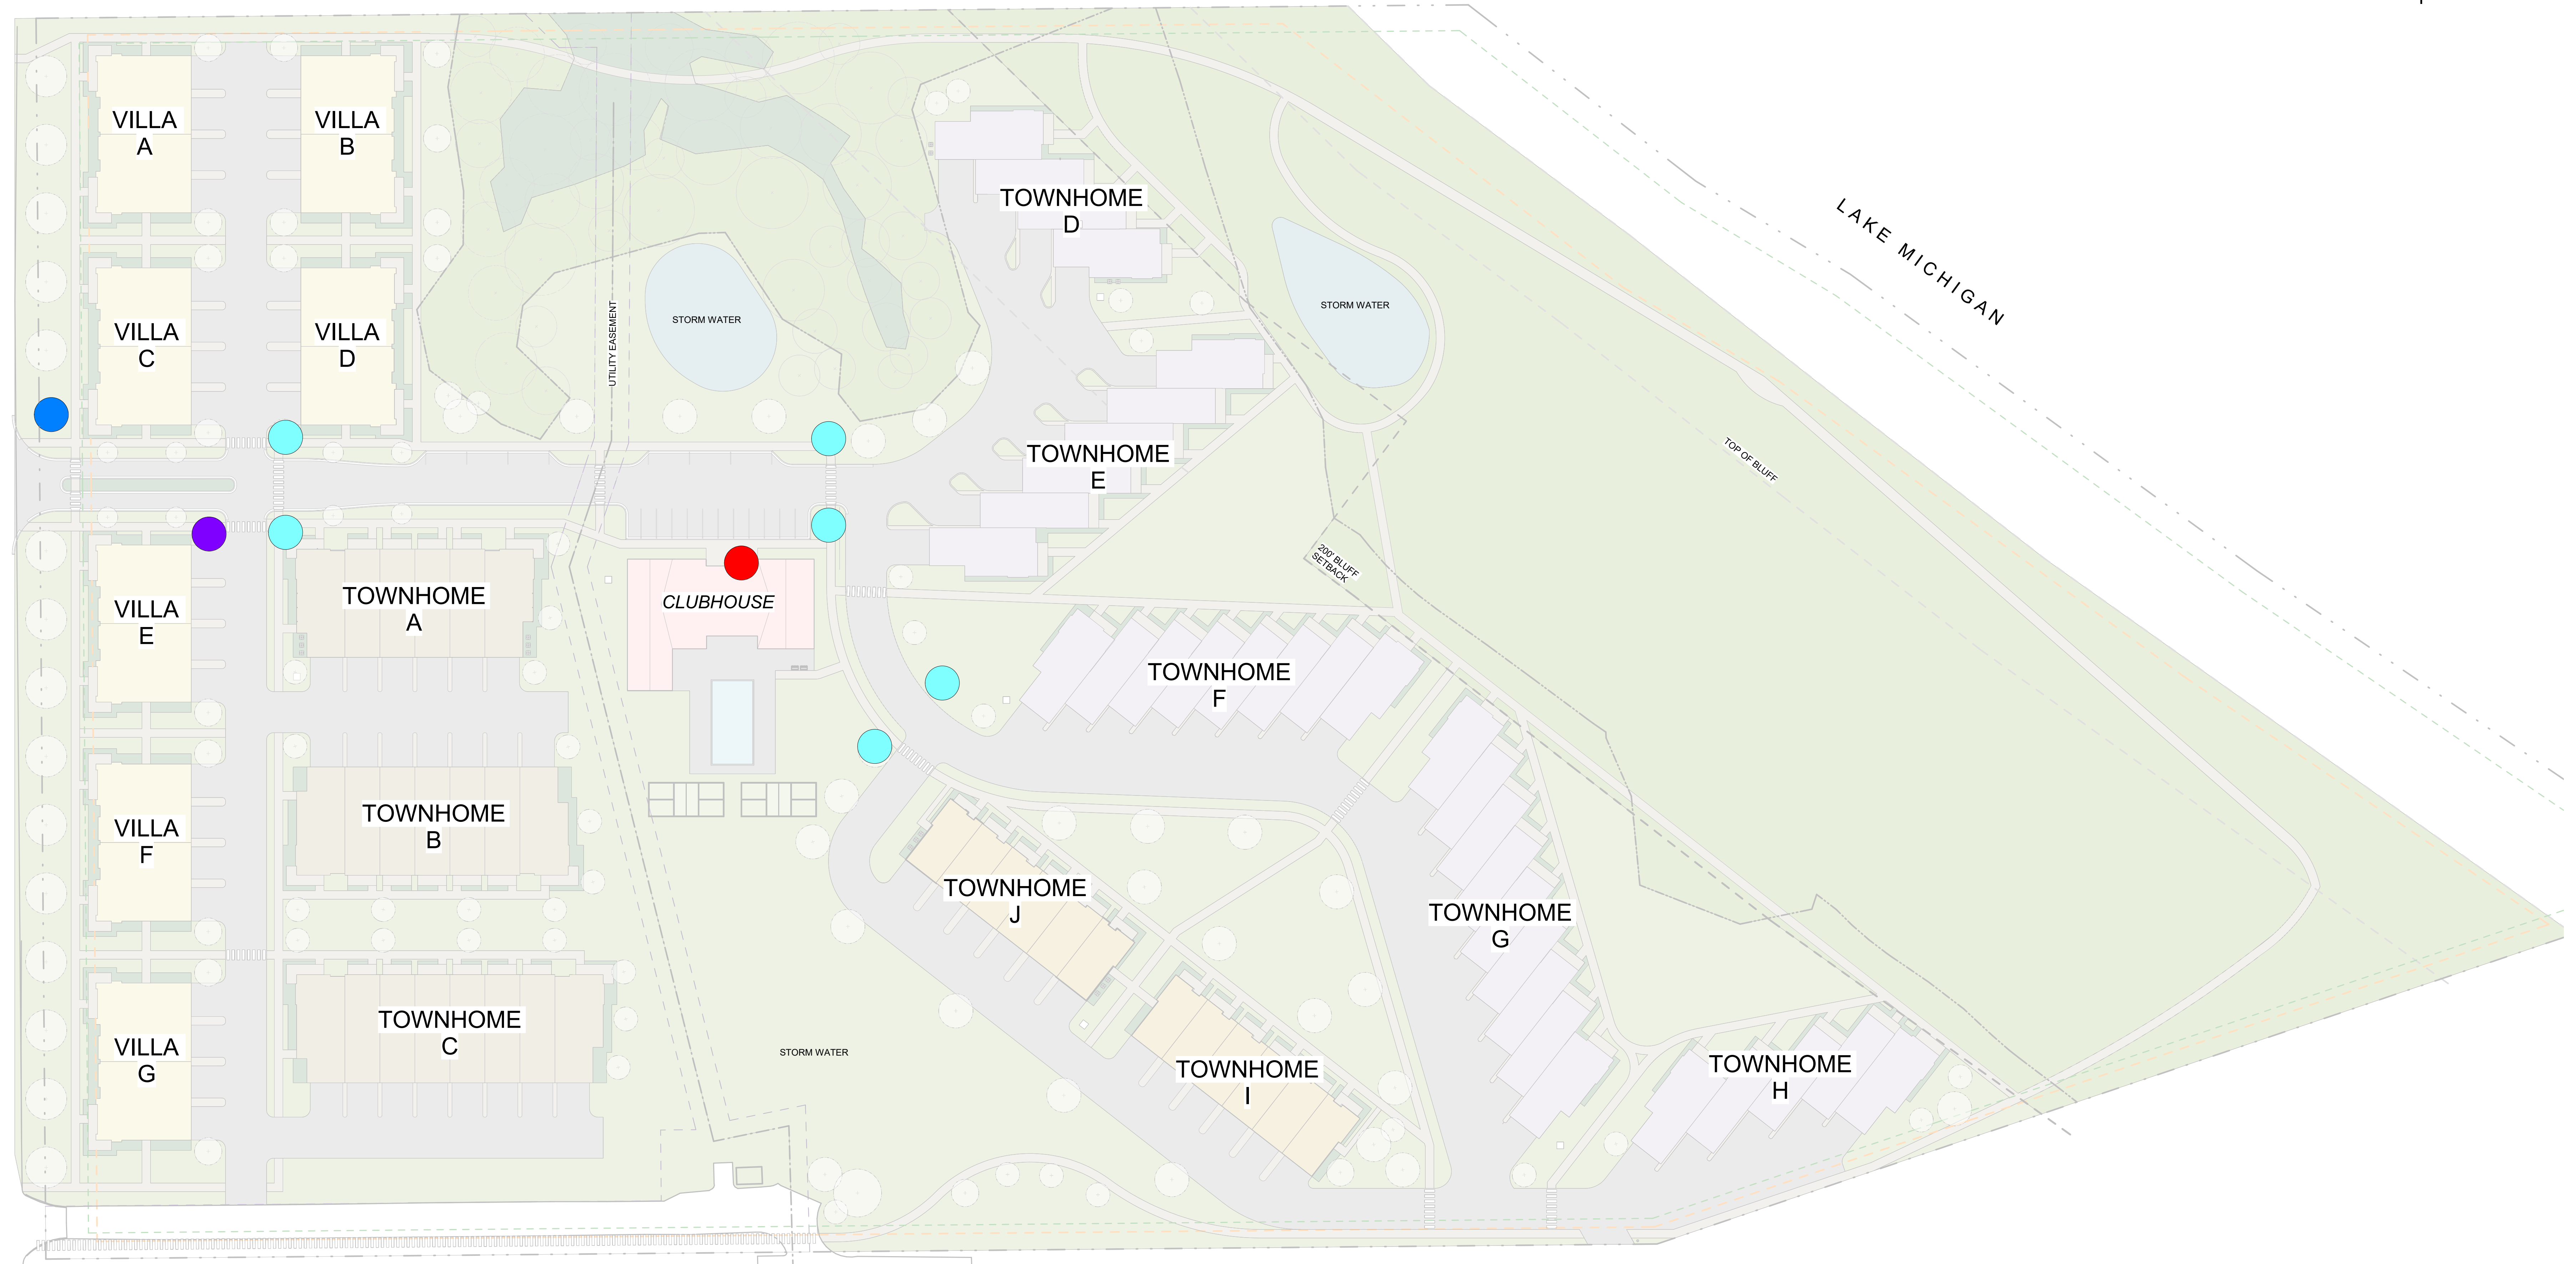 VILLA
A
VILLA
B
TOWNHOME
D
LAKE MICHIGAN
VILLA
C
VILLA
D
UTILITY EASEMENT
STORM WATER
STORM WATER
TOWNHOME
E
TOP OF BLUFF
200' BLUFF
SETBACK
VILLA
E
TOWNHOME
A
CLUBHOUSE
TOWNHOME
F
VILLA
F
TOWNHOME
B
TOWNHOME
J
TOWNHOME
G
VILLA
G
TOWNHOME
C
STORM WATER
TOWNHOME
I
TOWNHOME
H